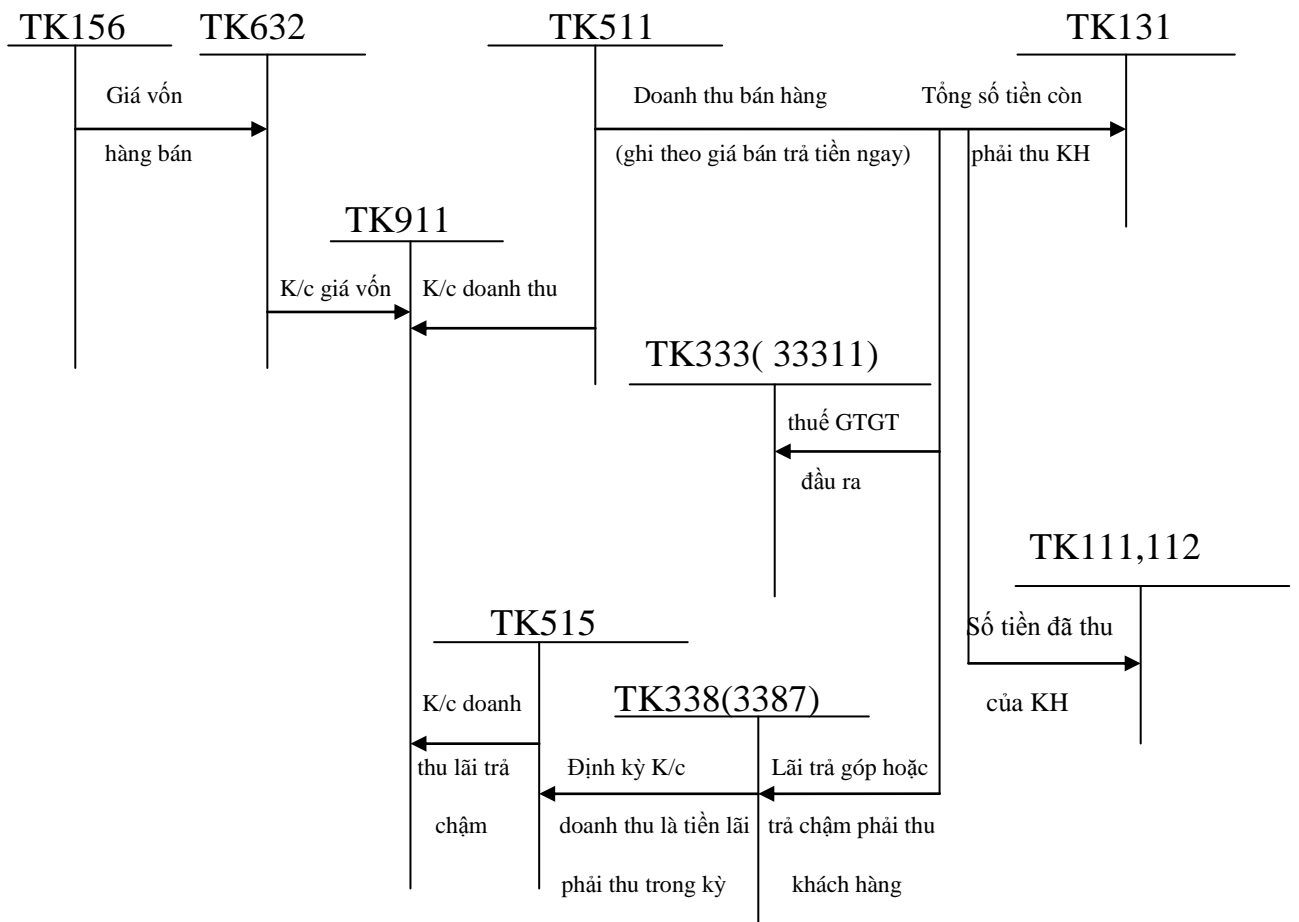 TK156
TK632
TK511
TK131
Giá vốn
hàng bán
Doanh thu bán hàng
(ghi theo giá bán trả tiền ngay)
Tổng số tiền còn
phải thu KH
TK911
K/c giá vốn
K/c doanh thu
TK333( 33311)
thuế GTGT
đầu ra
TK111,112
Số tiền đã thu
của KH
TK515
K/c doanh
thu lãi trả
chậm
TK338(3387)
Định kỳ K/c
doanh thu là tiền lãi
phải thu trong kỳ
Lãi trả góp hoặc
trả chậm phải thu
khách hàng